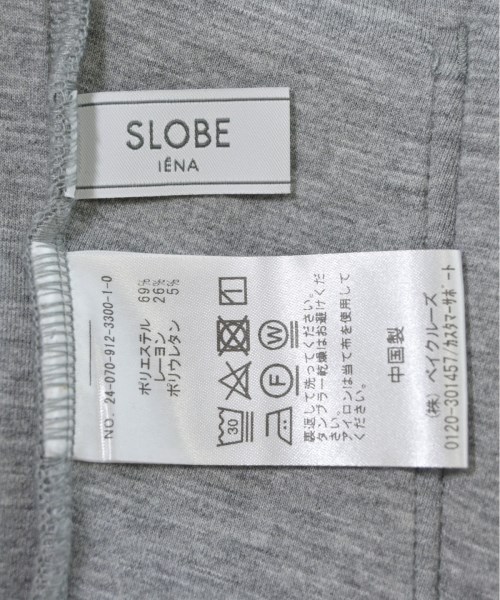 SLOBE
IÉNA
NO. 24-070-912-3300-1-0
ポリエステル 69%
レーヨン 26%
ポリウレタン 5%
30
W
F
裏返して洗ってください。
タンブラー乾燥はお避けくだ
さい。
アイロンは当て布を使用して
ください。
中国製
(株) ベイクルーズ
0120-301457/カスタマーサポート